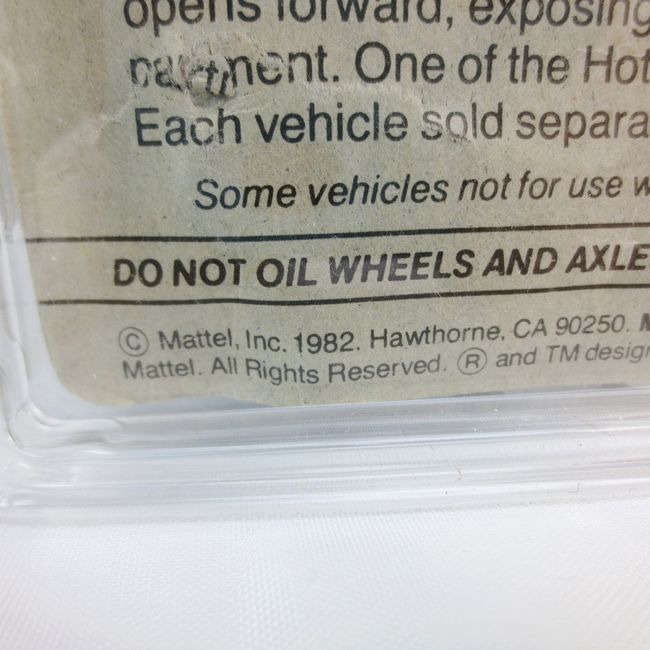 opens forward, exposing
partment. One of the Hot
Each vehicle sold separa
Some vehicles not for use w
DO NOT OIL WHEELS AND AXLE
© Mattel, Inc. 1982. Hawthorne, CA 90250. M
Mattel. All Rights Reserved. ® and TM design